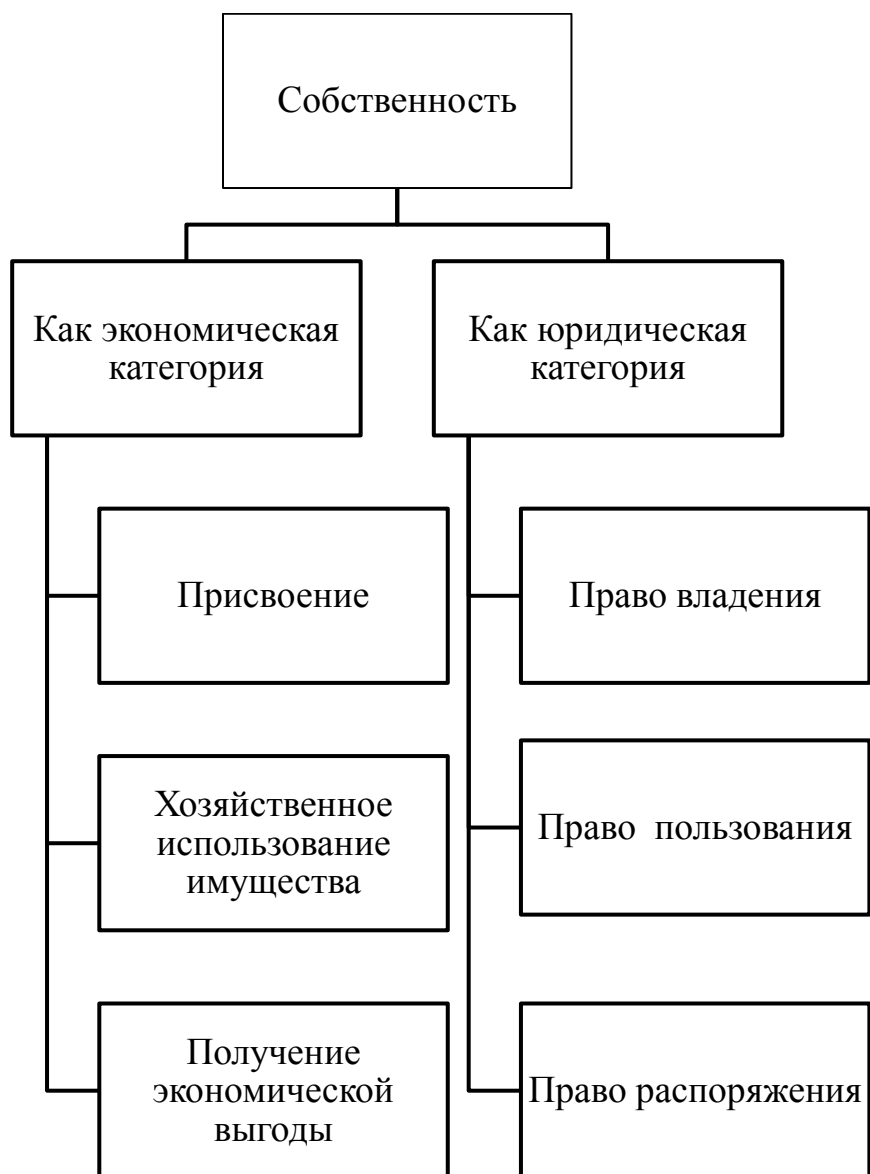 Собственность
Как экономическая
категория
Как юридическая
категория
Присвоение
Хозяйственное
использование
имущества
Получение
экономической
выгоды
Право владения
Право  пользования
Право распоряжения